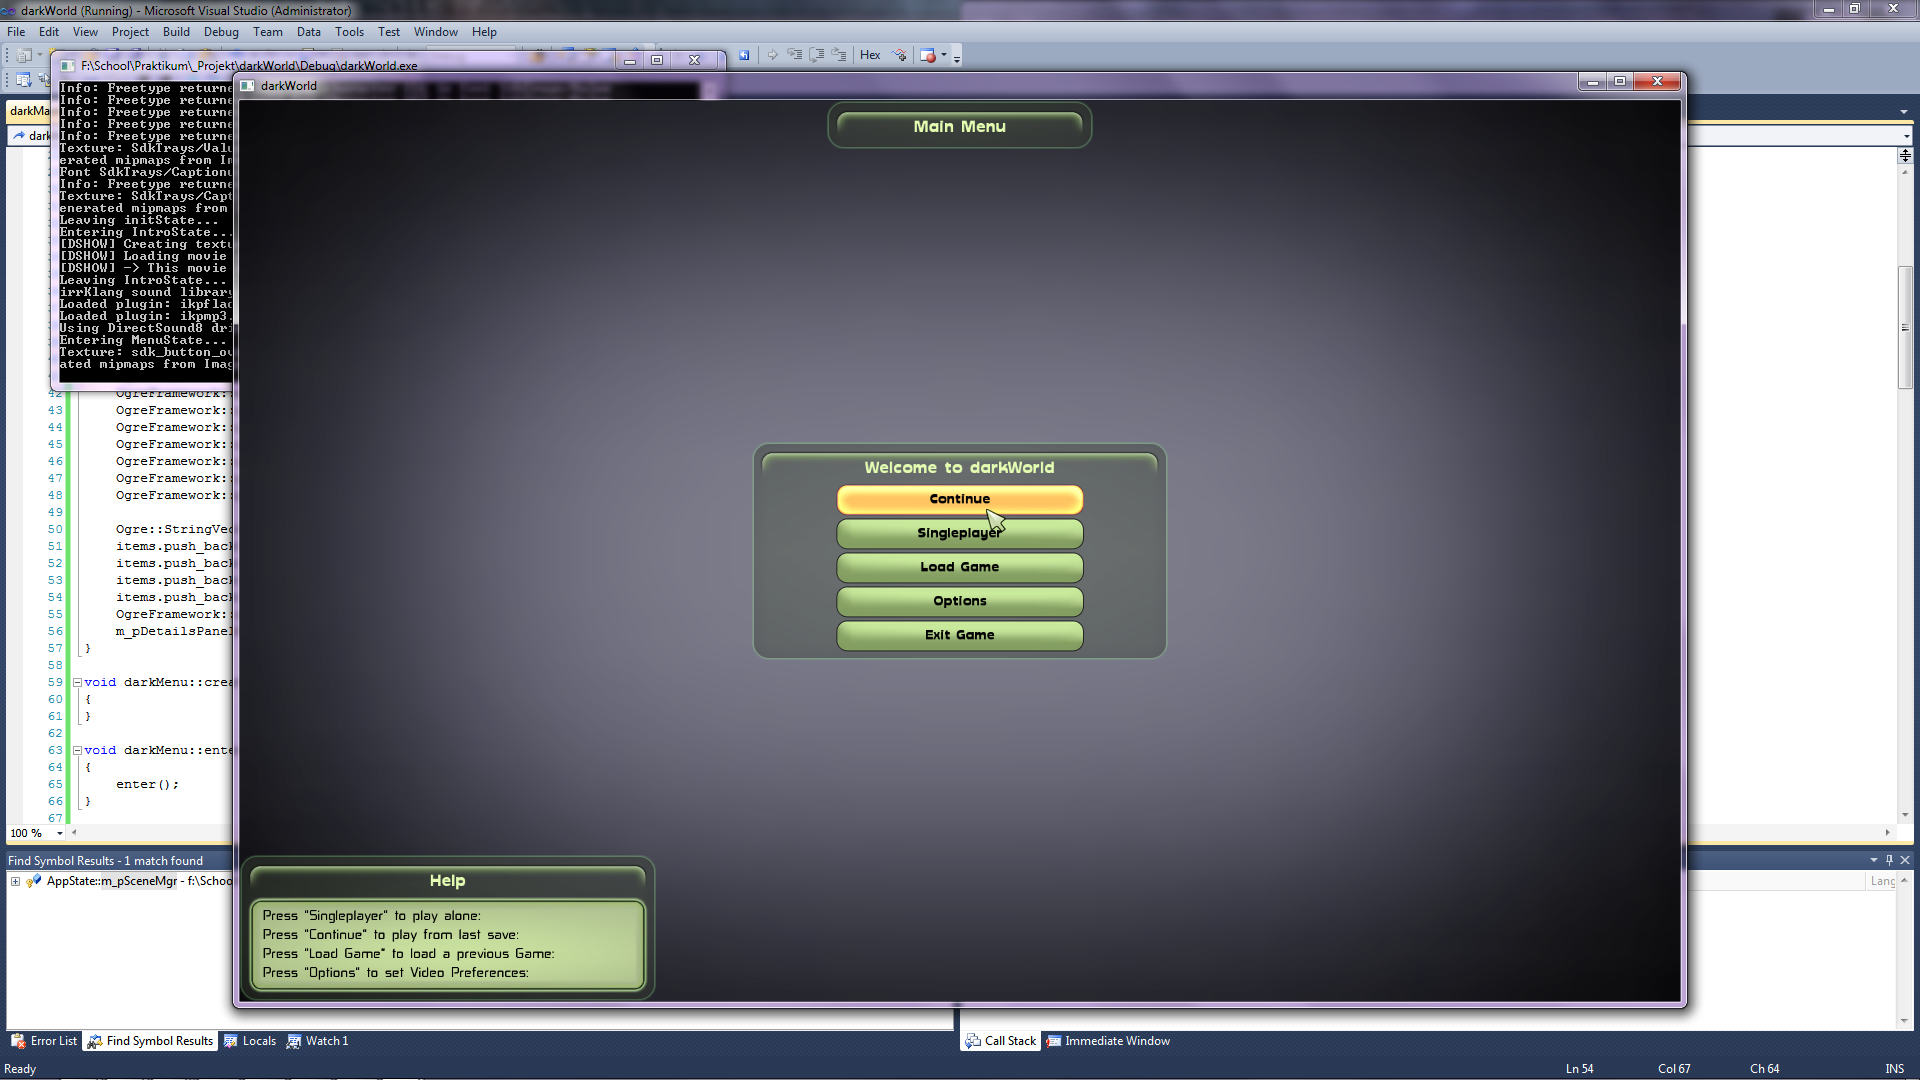 darkWorld (Running) - Microsoft Visual Studio (Administrator)
File Edit View Project Build Debug Team Data Tools Test Window Help
Hex
F:\School\Praktikum\_Projekt\darkWorld\Debug\darkWorld.exe
Info: Freetype returne
Info: Freetype returne
Info: Freetype returne
Info: Freetype returne
Info: Freetype returne
Texture: SdkTrays/Valu
erated mipmaps from Im
Font SdkTrays/Caption
Info: Freetype returne
Texture: SdkTrays/Capt
enerated mipmaps from
Leaving initState...
Entering IntroState...
[DSHOW] Creating textu
[DSHOW] Loading movie
[DSHOW] -> This movie
Leaving IntroState...
irrKlang sound library
Loaded plugin: ikpflac
Loaded plugin: ikpmp3.
Using DirectSound8 dri
Entering MenuState...
Texture: sdk_button_ov
ated mipmaps from Imag
darkMa
dark
42 OgreFramework::
43 OgreFramework::
44 OgreFramework::
45 OgreFramework::
46 OgreFramework::
47 OgreFramework::
48 OgreFramework::
49
50 Ogre::StringVec
51 items.push_back
52 items.push_back
53 items.push_back
54 items.push_back
55 OgreFramework::
56 m_pDetailsPanel
57 }
58
59 void darkMenu::crea
60 {
61 }
62
63 void darkMenu::ente
64 {
65 enter();
66 }
67
100 %
darkWorld
Main Menu
Welcome to darkWorld
Continue
Singleplayer
Load Game
Options
Exit Game
Help
Press "Singleplayer" to play alone:
Press "Continue" to play from last save:
Press "Load Game" to load a previous Game:
Press "Options" to set Video Preferences:
Find Symbol Results - 1 match found
AppState::m_pSceneMgr - f:\Schoo
Lang
Error List Find Symbol Results Locals Watch 1
Call Stack Immediate Window
Ready Ln 54 Col 67 Ch 64 INS